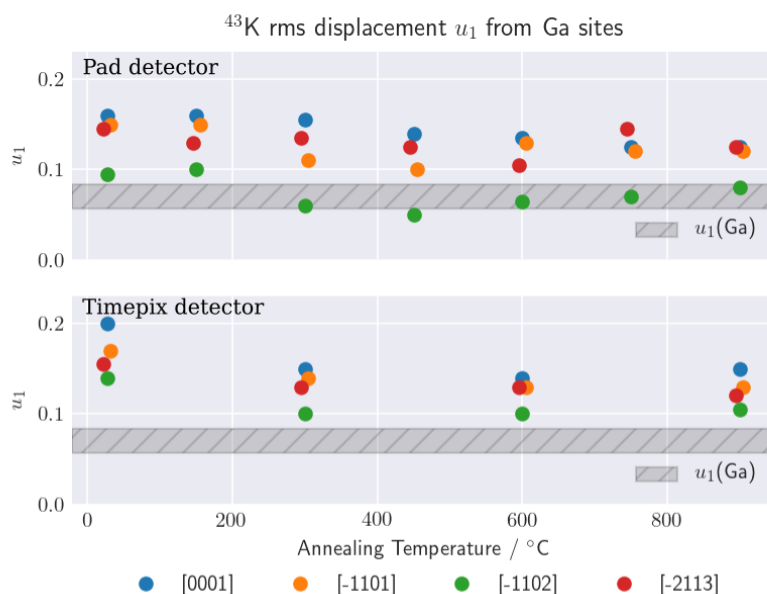 ⁴³K rms displacement u₁ from Ga sites
Pad detector
0.2
u₁
0.1
u₁(Ga)
0.0
Timepix detector
0.2
u₁
0.1
u₁(Ga)
0.0
0 200 400 600 800
Annealing Temperature / °C
[0001] [-1101] [-1102] [-2113]